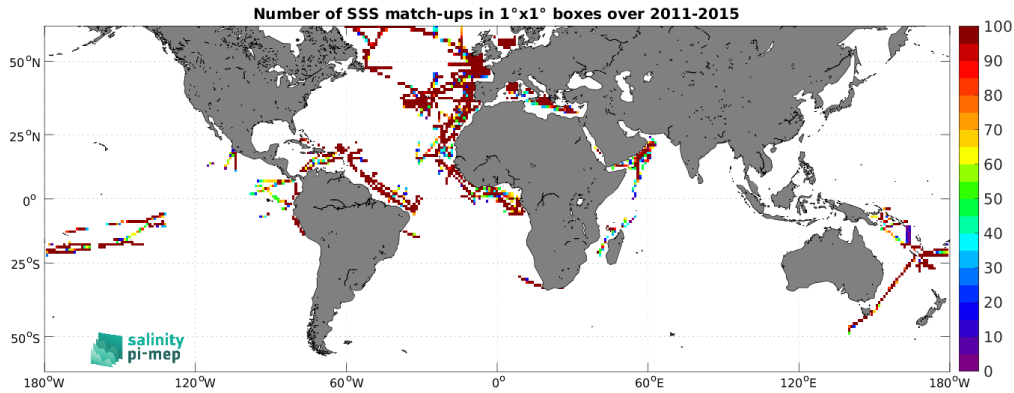 Number of SSS match-ups in 1°x1° boxes over 2011-2015
50°N
25°N
0°
25°S
50°S
180°W
120°W
60°W
0°
60°E
120°E
180°W
100
90
80
70
60
50
40
30
20
10
0
salinity
pi-mep